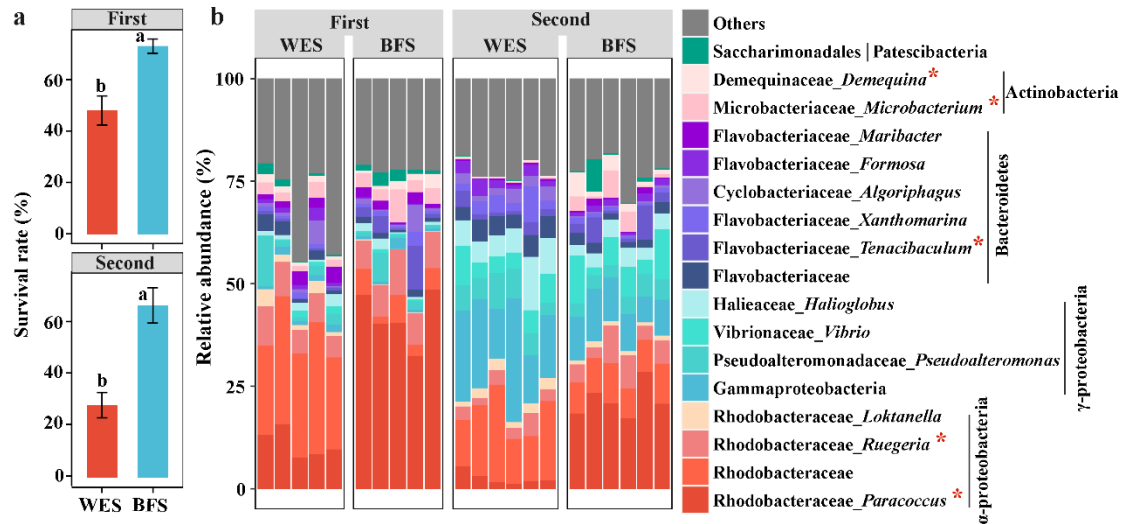 a
First
Survival rate (%)
60
40
20
0
b
a
Second
60
40
20
0
b
a
WES
BFS
b
First
Second
WES
BFS
WES
BFS
Relative abundance (%)
100
75
50
25
0
Others
Saccharimonadales | Patescibacteria
Demequinaceae_Demequina *
Microbacteriaceae_Microbacterium *
Flavobacteriaceae_Maribacter
Flavobacteriaceae_Formosa
Cyclobacteriaceae_Algoriphagus
Flavobacteriaceae_Xanthomarina
Flavobacteriaceae_Tenacibaculum *
Flavobacteriaceae
Halieaceae_Halioglobus
Vibrionaceae_Vibrio
Pseudoalteromonadaceae_Pseudoalteromonas
Gammaproteobacteria
Rhodobacteraceae_Loktanella
Rhodobacteraceae_Ruegeria *
Rhodobacteraceae
Rhodobacteraceae_Paracoccus *
Actinobacteria
Bacteroidetes
γ-proteobacteria
α-proteobacteria